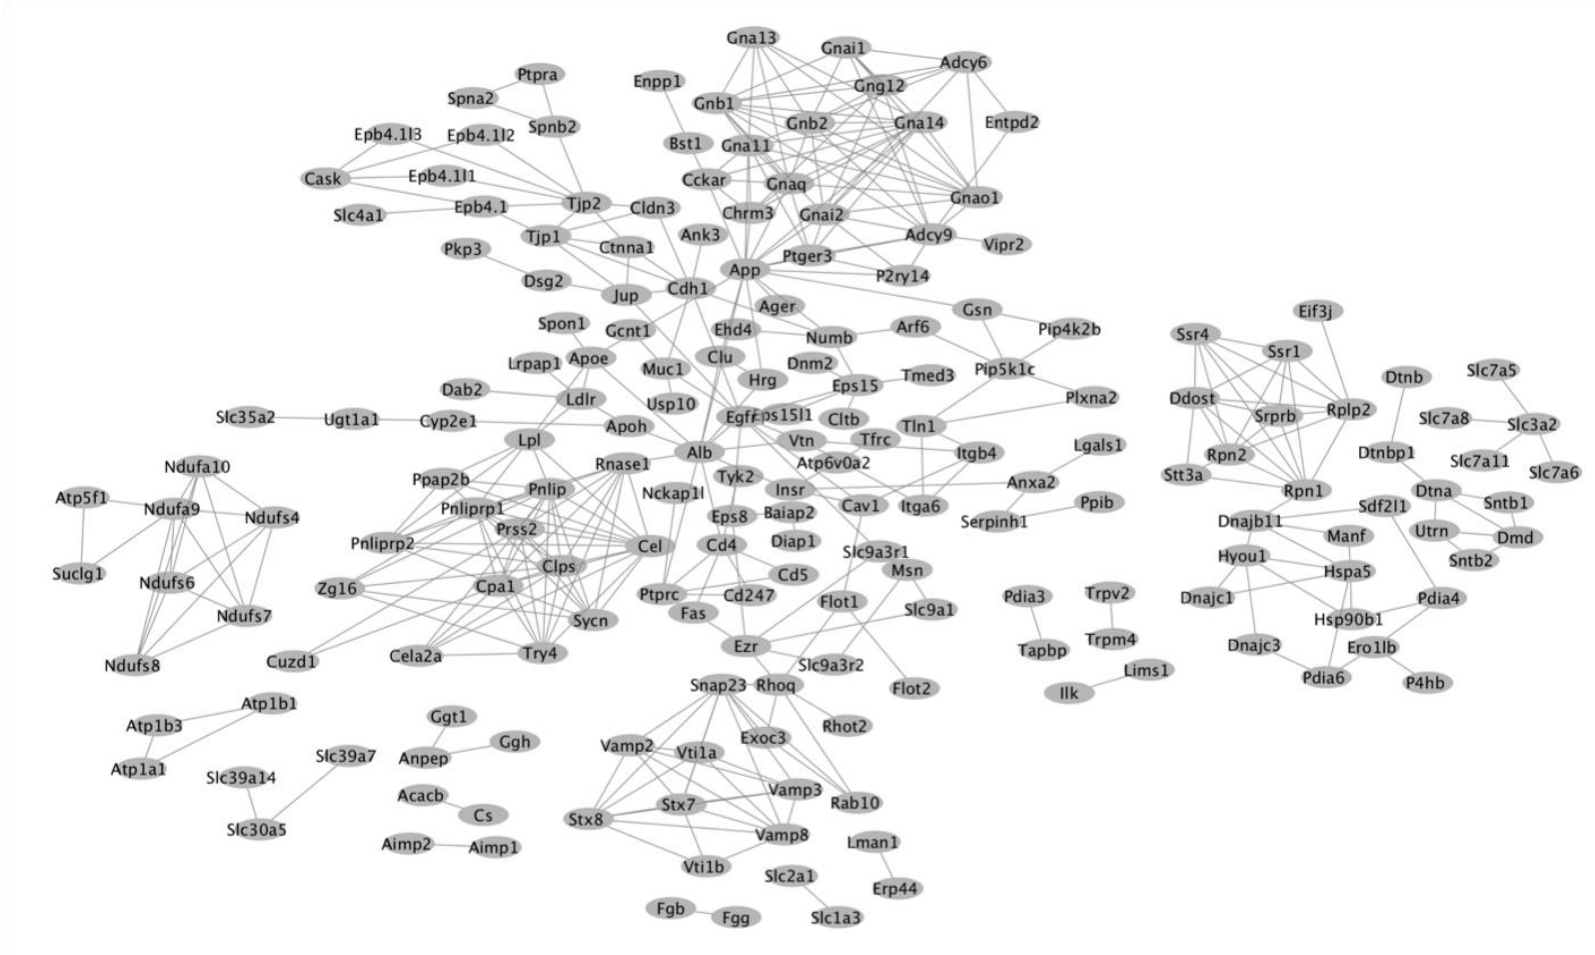 Gna13
Gnai1
Adcy6
Ptpra
Enpp1
Gng12
Spna2
Gnb1
Epb4.1l3
Epb4.1l2
Spnb2
Gnb2
Gna14
Entpd2
Bst1
Gna11
Cask
Epb4.1l1
Cckar
Gnaq
Gnao1
Slc4a1
Epb4.1
Tjp2
Cldn3
Chrm3
Gnai2
Tjp1
Ank3
Adcy9
Vipr2
Pkp3
Ctnna1
Ptger3
App
P2ry14
Dsg2
Jup
Cdh1
Ager
Gsn
Eif3j
Spon1
Gcnt1
Ehd4
Numb
Arf6
Pip4k2b
Ssr4
Ssr1
Lrpap1
Apoe
Clu
Muc1
Dnm2
Pip5k1c
Hrg
Eps15
Tmed3
Dtnb
Slc7a5
Dab2
Ldlr
Usp10
Plxna2
Ddost
Srprb
Rplp2
Slc35a2
Ugt1a1
Cyp2e1
Apoh
Egfr
Eps15l1
Cltb
Tln1
Slc7a8
Slc3a2
Lpl
Alb
Vtn
Tfrc
Itgb4
Lgals1
Rpn2
Dtnbp1
Slc7a11
Slc7a6
Ndufa10
Rnase1
Atp6v0a2
Stt3a
Ppap2b
Pnlip
Tyk2
Insr
Anxa2
Rpn1
Dtna
Atp5f1
Ndufa9
Ndufs4
Pnliprp1
Nckap1l
Cav1
Itga6
Ppib
Sdf2l1
Sntb1
Prss2
Eps8
Baiap2
Serpinh1
Dnajb11
Manf
Utrn
Dmd
Pnliprp2
Cel
Cd4
Diap1
Slc9a3r1
Hyou1
Sntb2
Suclg1
Ndufs6
Clps
Msn
Hspa5
Zg16
Cpa1
Cd5
Ptprc
Cd247
Flot1
Slc9a1
Pdia3
Trpv2
Dnajc1
Pdia4
Ndufs7
Sycn
Fas
Hsp90b1
Ndufs8
Cuzd1
Cela2a
Try4
Ezr
Slc9a3r2
Tapbp
Trpm4
Dnajc3
Ero1lb
Snap23
Rhoq
Flot2
Ilk
Lims1
Pdia6
P4hb
Atp1b1
Atp1b3
Ggt1
Rhot2
Atp1a1
Slc39a7
Anpep
Ggh
Vamp2
Vti1a
Exoc3
Slc39a14
Acacb
Vamp3
Rab10
Cs
Stx8
Stx7
Slc30a5
Aimp2
Aimp1
Vamp8
Lman1
Vti1b
Slc2a1
Erp44
Fgb
Fgg
Slc1a3